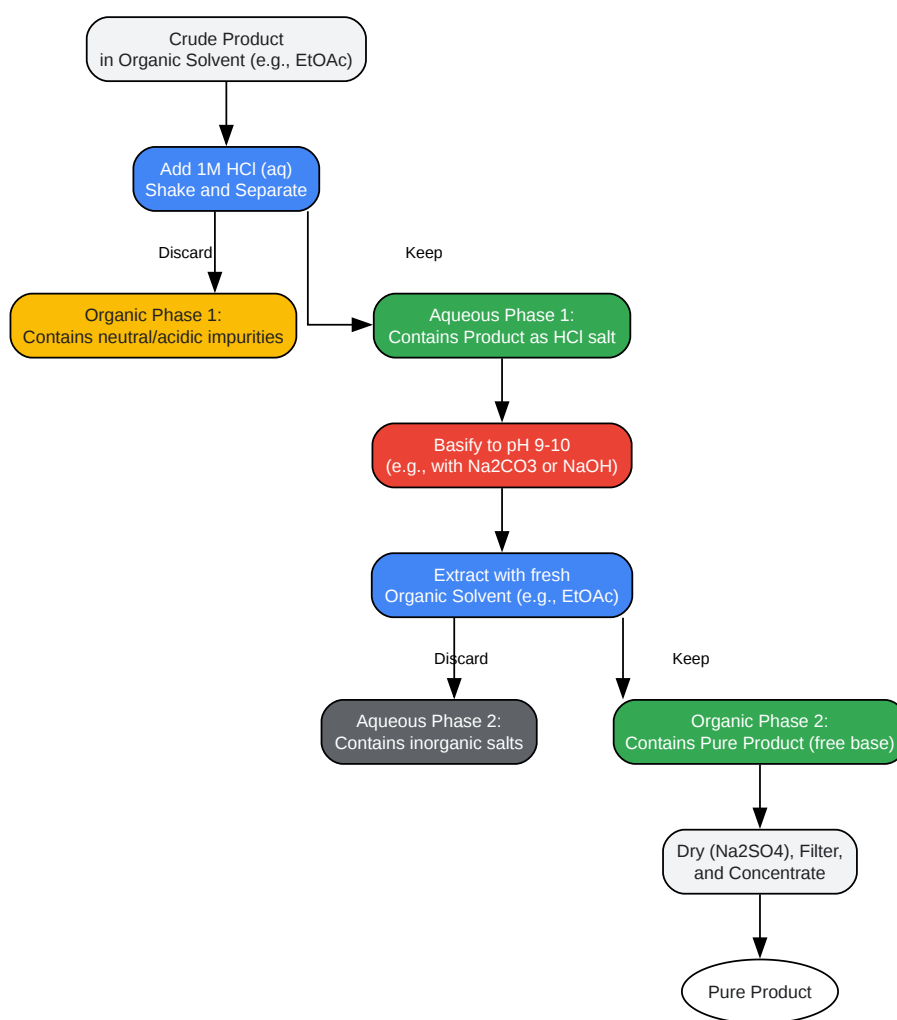 Crude Product
in Organic Solvent (e.g., EtOAc)
Add 1M HCl (aq)
Shake and Separate
Discard
Keep
Organic Phase 1:
Contains neutral/acidic impurities
Aqueous Phase 1:
Contains Product as HCl salt
Basify to pH 9-10
(e.g., with Na2CO3 or NaOH)
Extract with fresh
Organic Solvent (e.g., EtOAc)
Discard
Keep
Aqueous Phase 2:
Contains inorganic salts
Organic Phase 2:
Contains Pure Product (free base)
Dry (Na2SO4), Filter,
and Concentrate
Pure Product